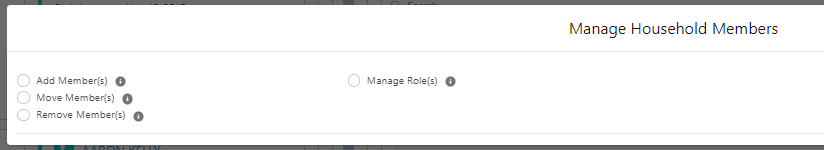 Manage Household Members
Add Member(s)
Manage Role(s)
Move Member(s)
Remove Member(s)